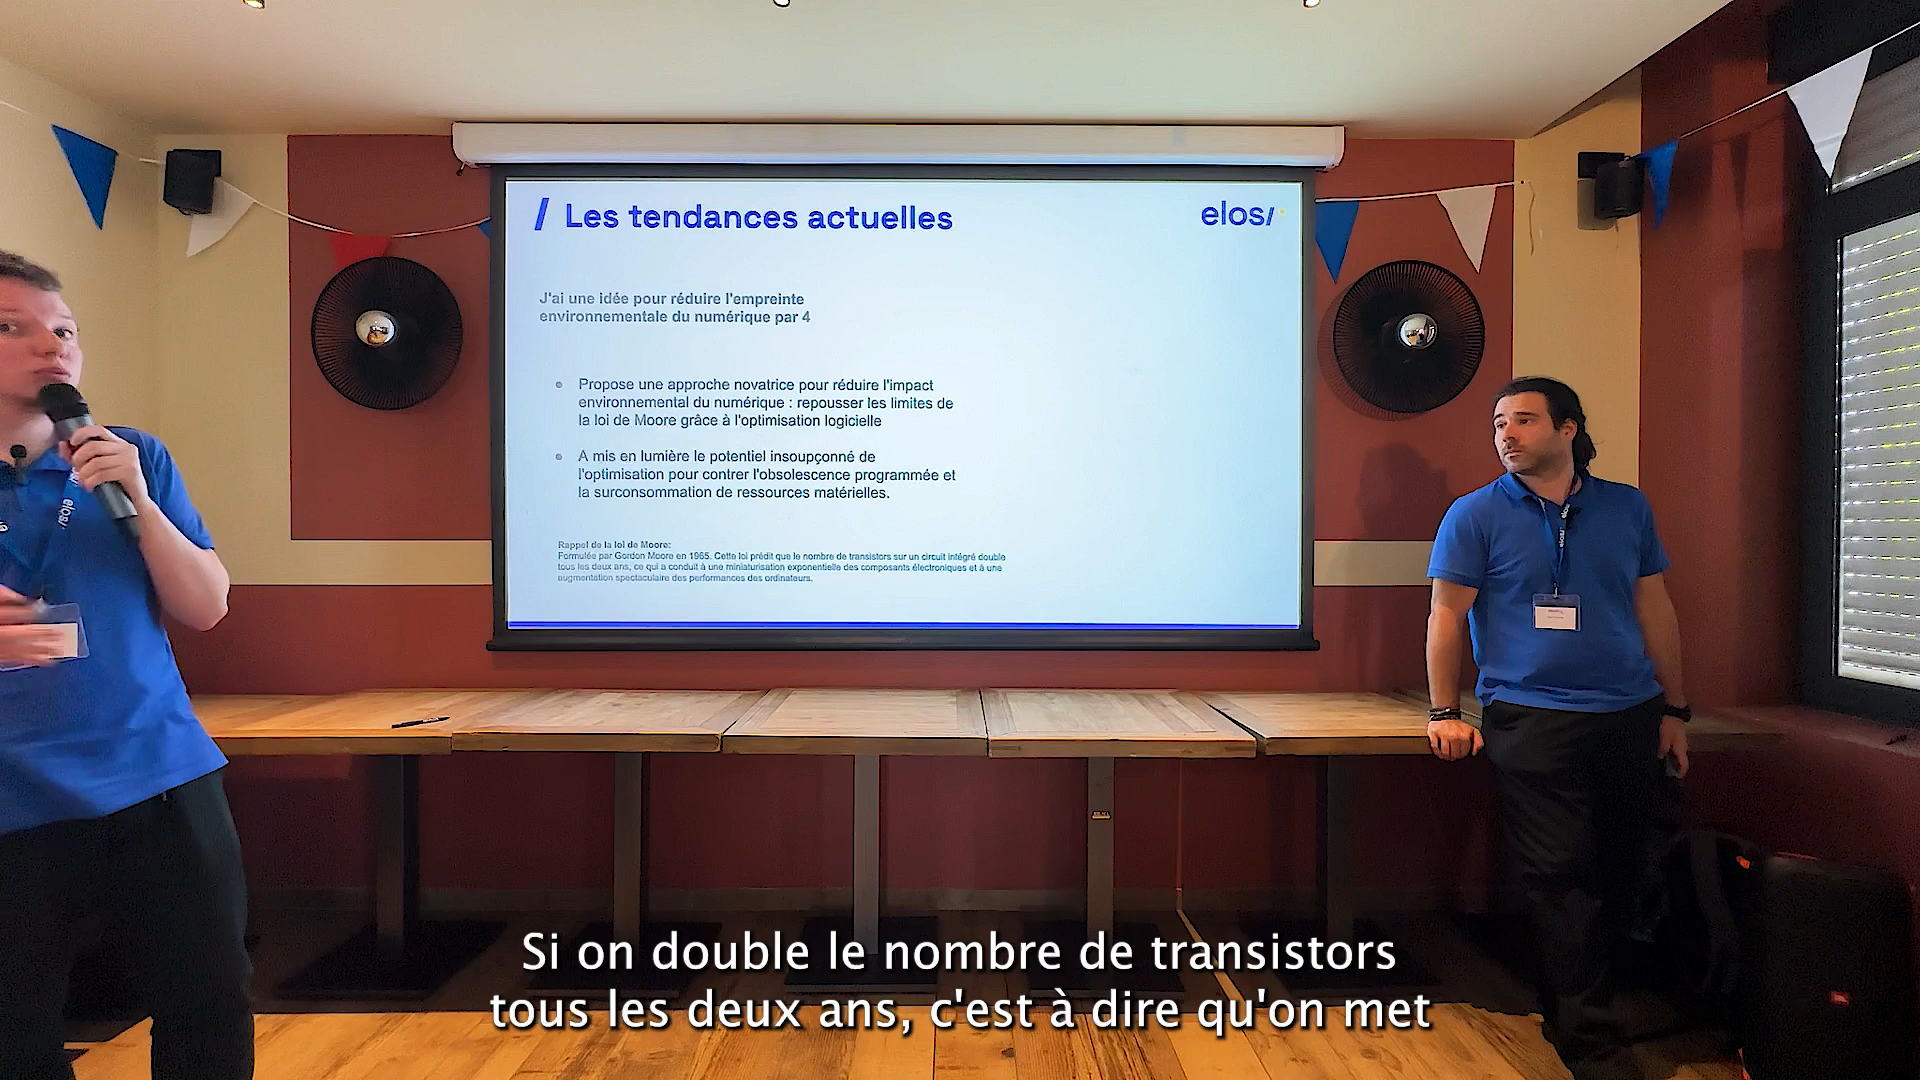 / Les tendances actuelles
elos/
J'ai une idée pour réduire l'empreinte
environnementale du numérique par 4
• Propose une approche novatrice pour réduire l'impact
environnemental du numérique : repousser les limites de
la loi de Moore grâce à l'optimisation logicielle
• A mis en lumière le potentiel insoupçonné de
l'optimisation pour contrer l'obsolescence programmée et
la surconsommation de ressources matérielles.
Rappel de la loi de Moore:
Formulée par Gordon Moore en 1965. Cette loi prédit que le nombre de transistors sur un circuit intégré double
tous les deux ans, ce qui a conduit à une miniaturisation exponentielle des composants électroniques et à une
augmentation spectaculaire des performances des ordinateurs.
elos/
Si on double le nombre de transistors
tous les deux ans, c'est à dire qu'on met